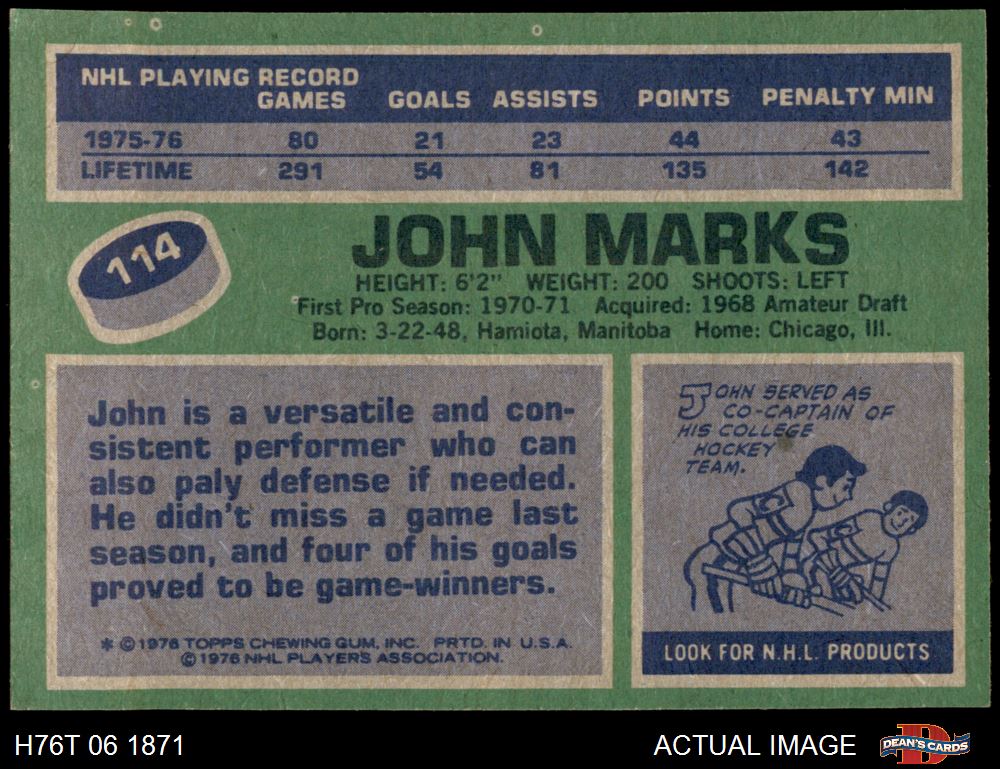 NHL PLAYING RECORD
GAMES GOALS ASSISTS POINTS PENALTY MIN
1975-76 80 21 23 44 43
LIFETIME 291 54 81 135 142
114
JOHN MARKS
HEIGHT: 6'2" WEIGHT: 200 SHOOTS: LEFT
First Pro Season: 1970-71 Acquired: 1968 Amateur Draft
Born: 3-22-48, Hamiota, Manitoba Home: Chicago, Ill.
John is a versatile and con-
sistent performer who can
also paly defense if needed.
He didn't miss a game last
season, and four of his goals
proved to be game-winners.
* © 1976 TOPPS CHEWING GUM, INC. PRTD. IN U.S.A.
© 1976 NHL PLAYERS ASSOCIATION.
JOHN SERVED AS
CO-CAPTAIN OF
HIS COLLEGE
HOCKEY
TEAM.
LOOK FOR N.H.L. PRODUCTS
H76T 06 1871
ACTUAL IMAGE
D
DEAN'S CARDS